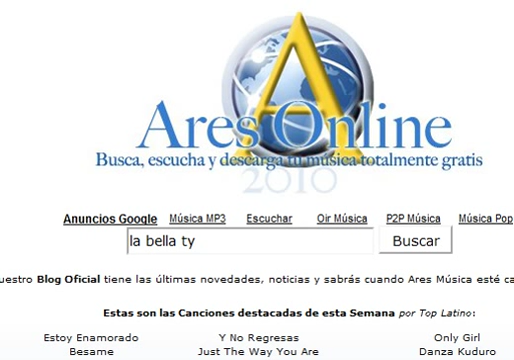 Ares Online
Busca, escucha y descarga tu música totalmente gratis
2010
Anuncios Google Música MP3 Escuchar Oir Música P2P Música Música Pop
la bella ty Buscar
uestro Blog Oficial tiene las últimas novedades, noticias y sabrás cuando Ares Música esté ca
Estas son las Canciones destacadas de esta Semana por Top Latino:
Estoy Enamorado Y No Regresas Only Girl
Besame Just The Way You Are Danza Kuduro